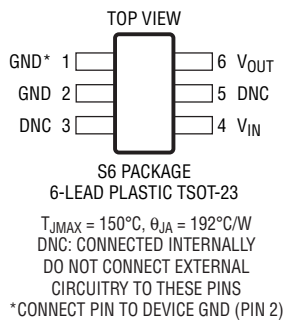 TOP VIEW
GND* 1
6 VOUT
GND 2
5 DNC
DNC 3
4 VIN
S6 PACKAGE
6-LEAD PLASTIC TSOT-23
TJMAX = 150°C, θJA = 192°C/W
DNC: CONNECTED INTERNALLY
DO NOT CONNECT EXTERNAL
CIRCUITRY TO THESE PINS
*CONNECT PIN TO DEVICE GND (PIN 2)